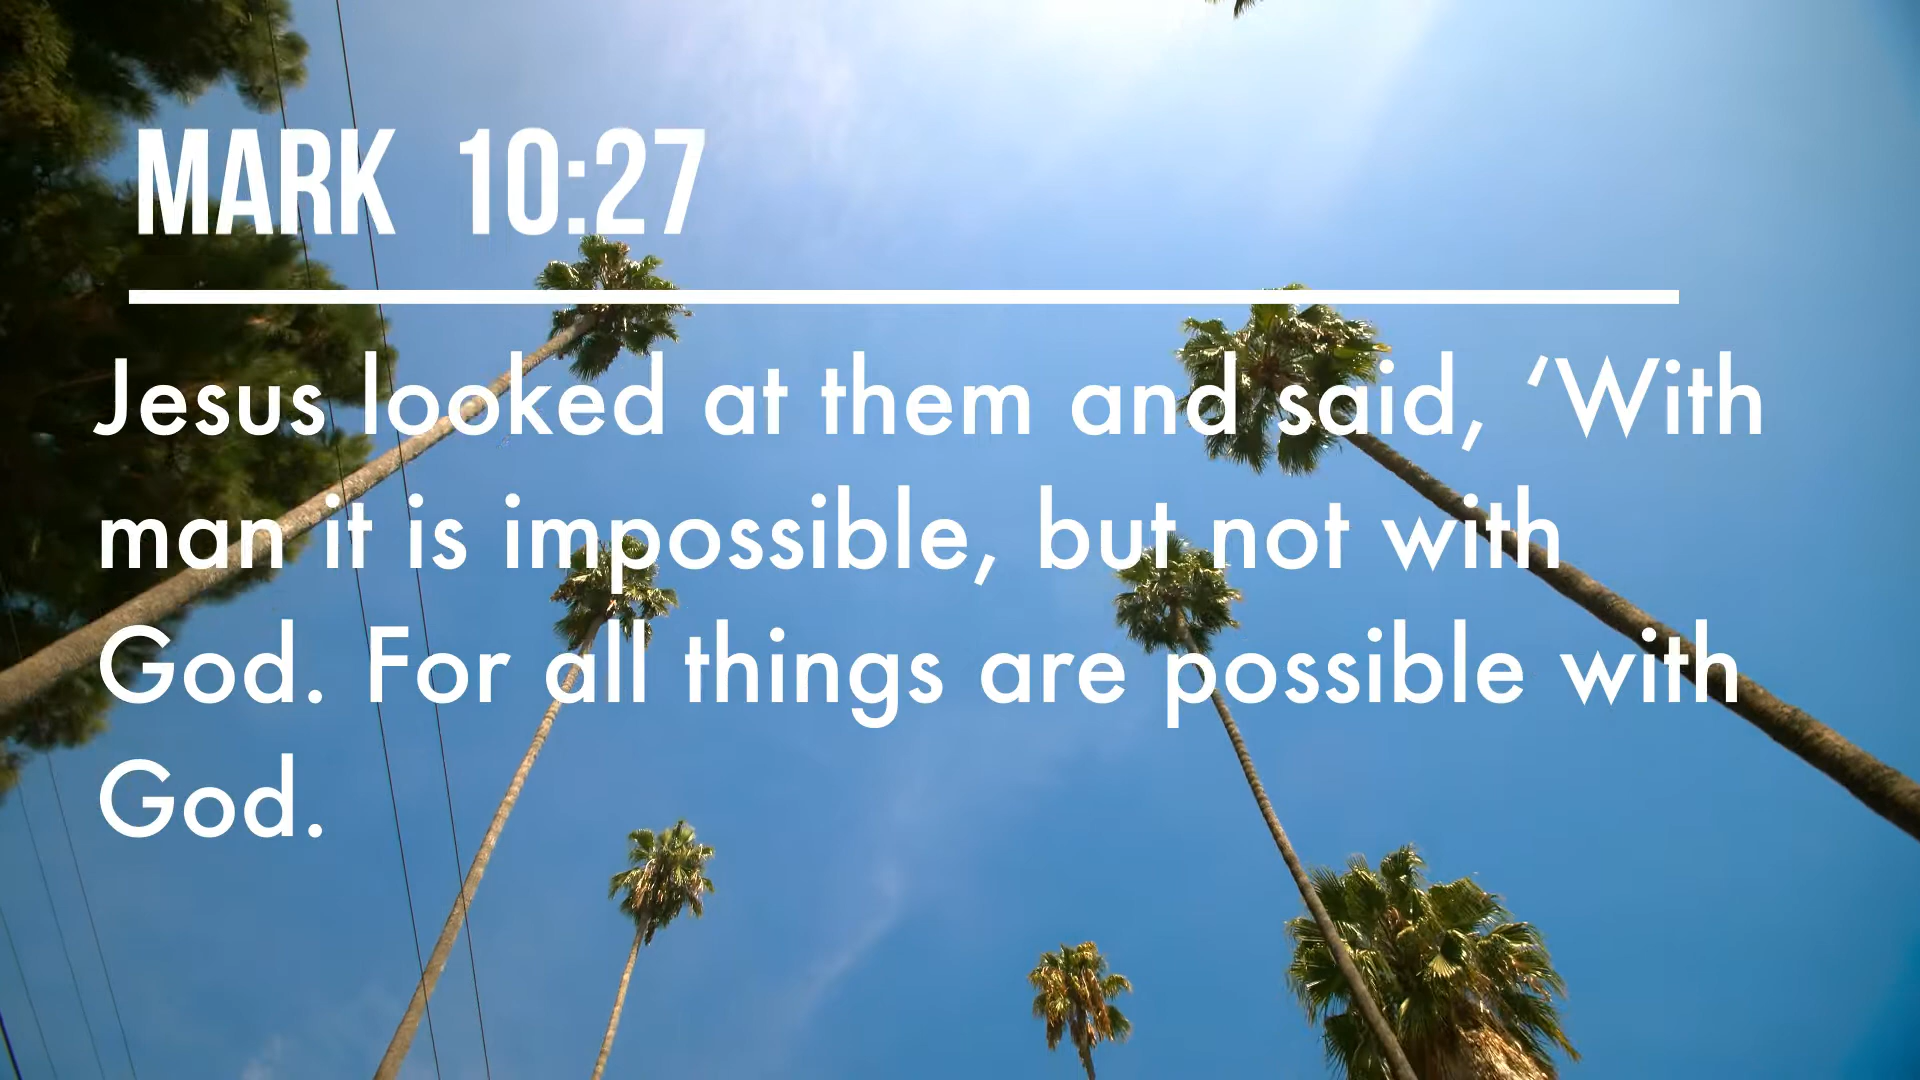 MARK 10:27
Jesus looked at them and said, ‘With
man it is impossible, but not with
God. For all things are possible with
God.